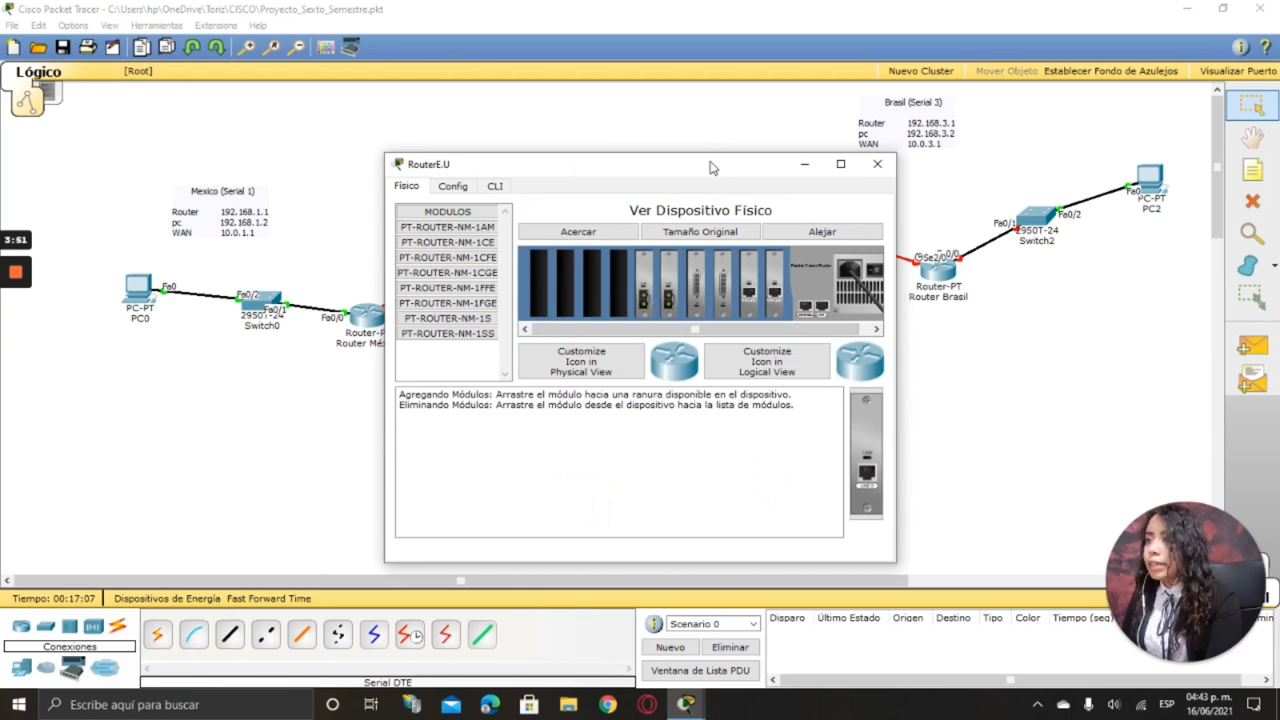 Cisco Packet Tracer - C:\Users\hp\OneDrive\Toriz\CISCO\Proyecto_Sexto_Semestre.pkt
File Edit Options View Herramientas Extensions Help
Lógico [Root] Nuevo Cluster Mover Objeto Establecer Fondo de Azulejos Visualizar Puerto
Brasil (Serial 3)
Router 192.168.3.1
pc 192.168.3.2
WAN 10.0.3.1
Mexico (Serial 1)
Router 192.168.1.1
pc 192.168.1.2
WAN 10.0.1.1
3:51
RouterE.U
Físico Config CLI
MODULOS
PT-ROUTER-NM-1AM
PT-ROUTER-NM-1CE
PT-ROUTER-NM-1CFE
PT-ROUTER-NM-1CGE
PT-ROUTER-NM-1FFE
PT-ROUTER-NM-1FGE
PT-ROUTER-NM-1S
PT-ROUTER-NM-1SS
Ver Dispositivo Físico
Acercar Tamaño Original Alejar
Customize
Icon in
Physical View
Customize
Icon in
Logical View
Agregando Módulos: Arrastre el módulo hacia una ranura disponible en el dispositivo.
Eliminando Módulos: Arrastre el módulo desde el dispositivo hacia la lista de módulos.
Fa0
PC-PT
PC0
Fa0/2
Fa0/1
2950T-24
Switch0
Fa0/0
Router-P
Router Mé
Se2/0
Router-PT
Router Brasil
Fa0/1
Fa0/2
2950T-24
Switch2
Fa0
PC-PT
PC2
Tiempo: 00:17:07 Dispositivos de Energía Fast Forward Time
Conexiones
Serial DTE
Scenario 0
Nuevo Eliminar
Ventana de Lista PDU
Disparo Último Estado Origen Destino Tipo Color Tiempo (seg)
Escribe aquí para buscar
ESP
04:43 p. m.
16/06/2021